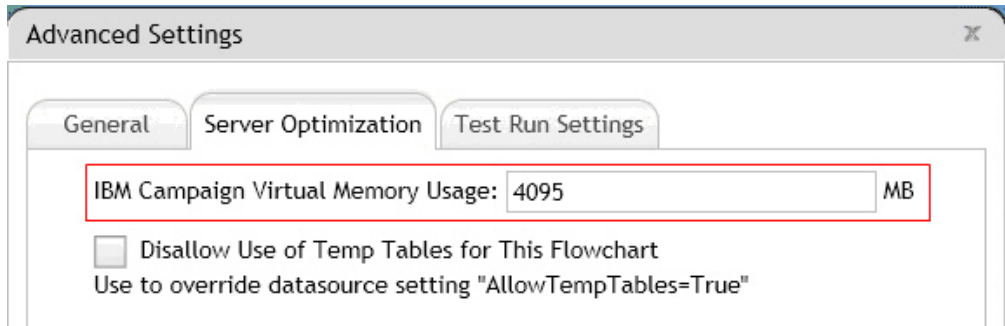 Advanced Settings
General Server Optimization Test Run Settings
IBM Campaign Virtual Memory Usage: 4095 MB
Disallow Use of Temp Tables for This Flowchart
Use to override datasource setting "AllowTempTables=True"